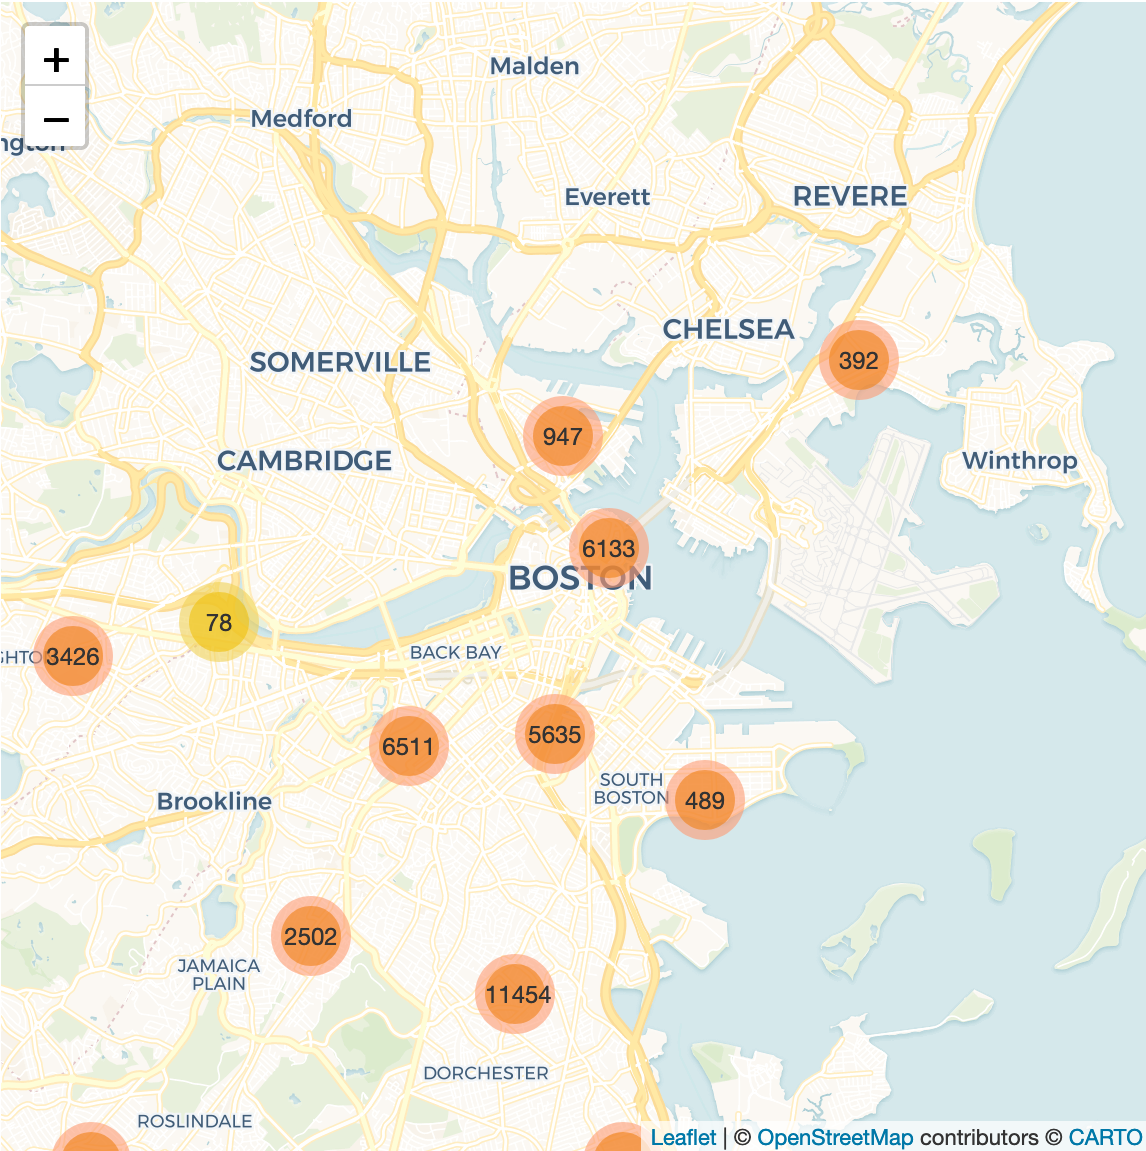 +
−
Malden
Medford
ngton
Everett
REVERE
CHELSEA
SOMERVILLE
392
947
CAMBRIDGE
Winthrop
6133
BOSTON
78
GHTO
3426
BACK BAY
5635
6511
SOUTH
BOSTON
489
Brookline
2502
JAMAICA
PLAIN
11454
DORCHESTER
ROSLINDALE
Leaflet | © OpenStreetMap contributors © CARTO